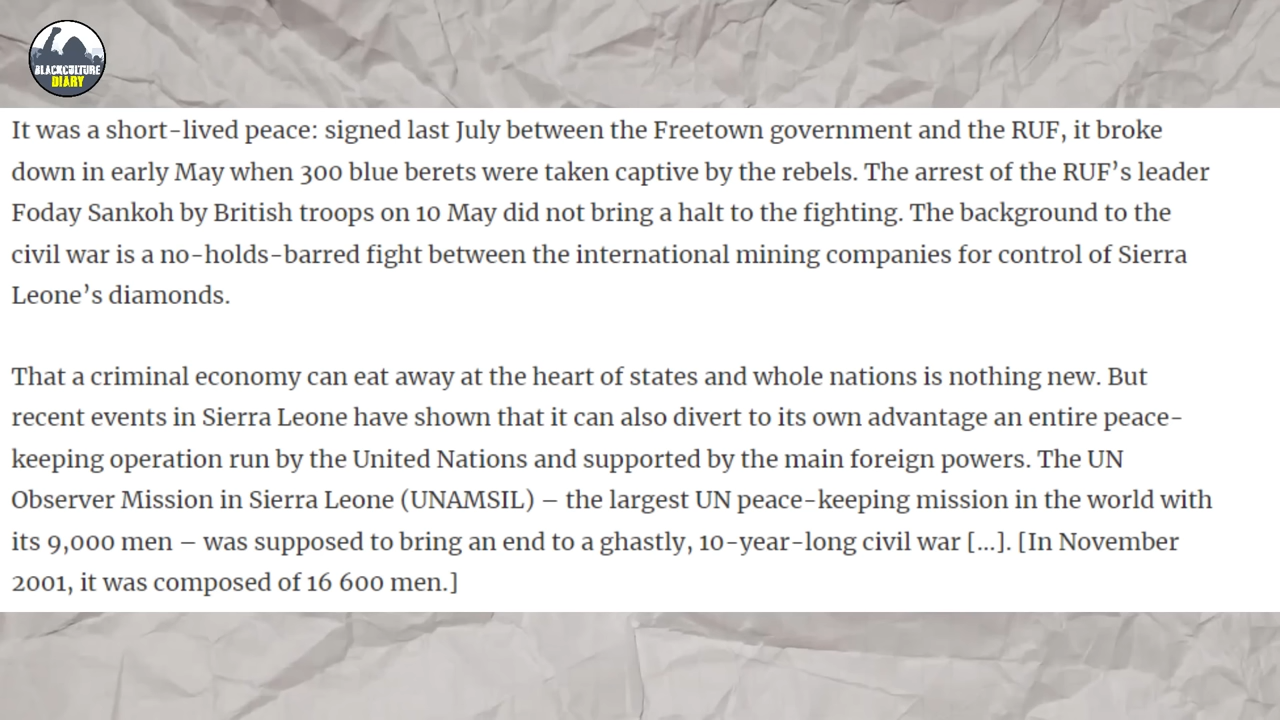 BLACKCULTURE
DIARY
It was a short-lived peace: signed last July between the Freetown government and the RUF, it broke
down in early May when 300 blue berets were taken captive by the rebels. The arrest of the RUF’s leader
Foday Sankoh by British troops on 10 May did not bring a halt to the fighting. The background to the
civil war is a no-holds-barred fight between the international mining companies for control of Sierra
Leone’s diamonds.
That a criminal economy can eat away at the heart of states and whole nations is nothing new. But
recent events in Sierra Leone have shown that it can also divert to its own advantage an entire peace-
keeping operation run by the United Nations and supported by the main foreign powers. The UN
Observer Mission in Sierra Leone (UNAMSIL) – the largest UN peace-keeping mission in the world with
its 9,000 men – was supposed to bring an end to a ghastly, 10-year-long civil war [...]. [In November
2001, it was composed of 16 600 men.]